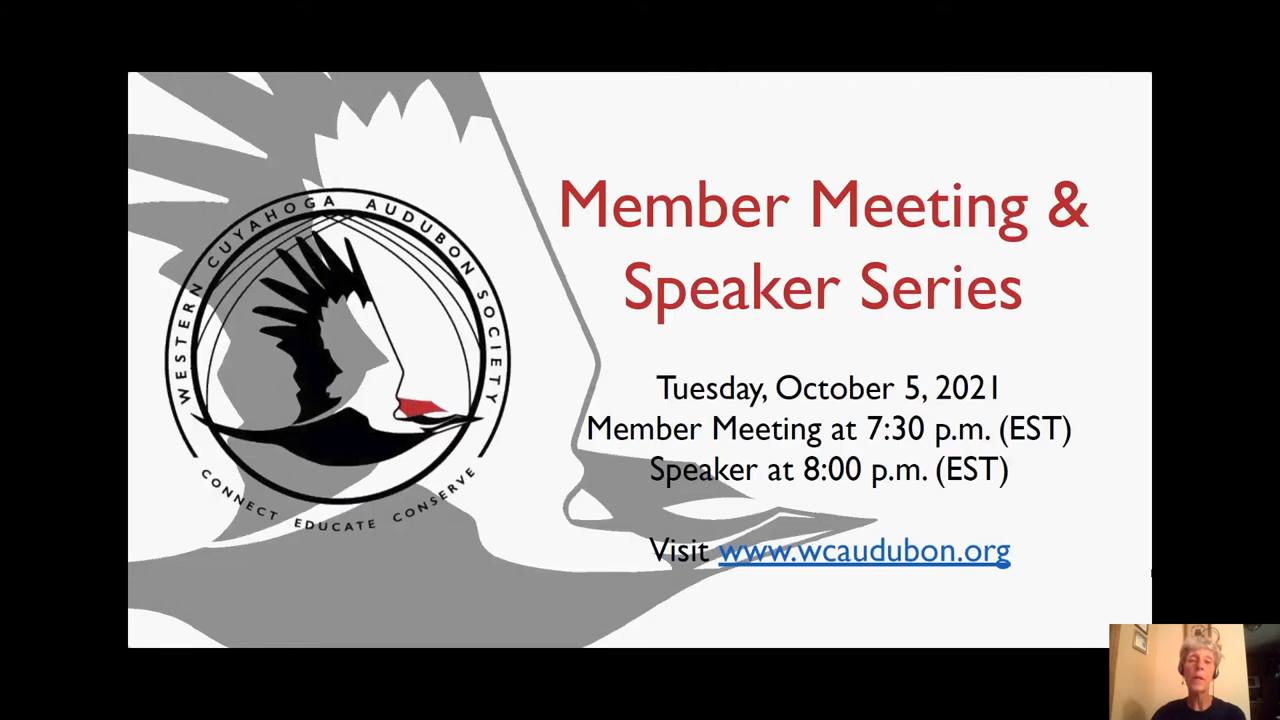 WESTERN CUYAHOGA AUDUBON SOCIETY
CONNECT EDUCATE CONSERVE
Member Meeting &
Speaker Series
Tuesday, October 5, 2021
Member Meeting at 7:30 p.m. (EST)
Speaker at 8:00 p.m. (EST)
Visit www.wcaudubon.org